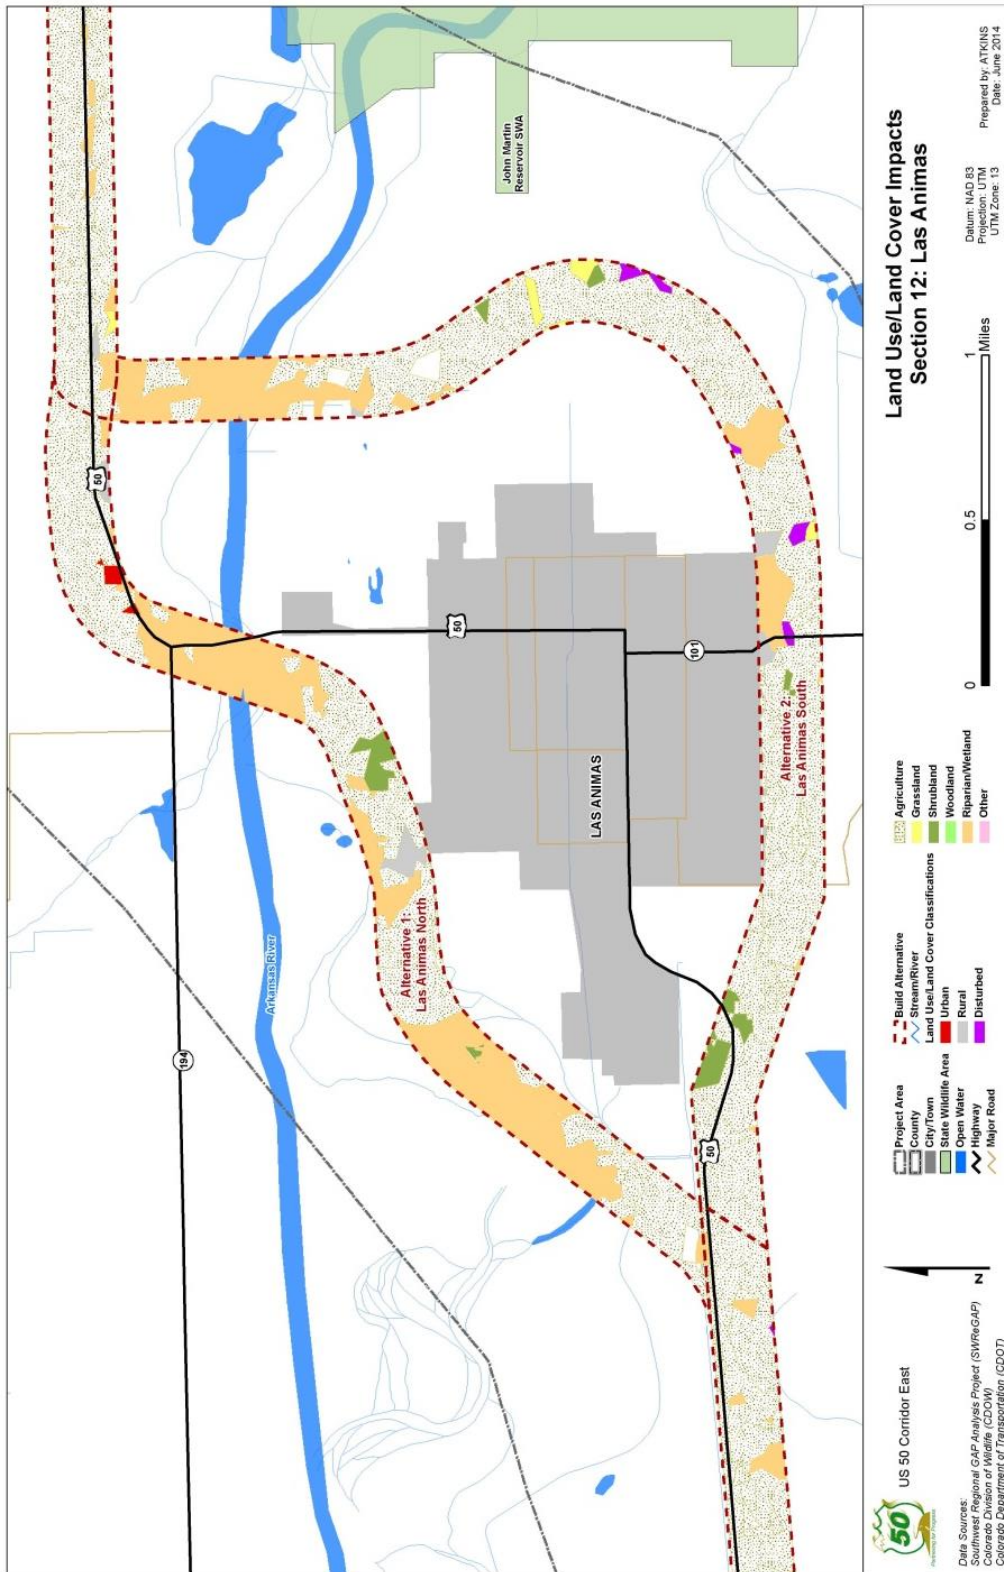 John Martin
Reservoir SWA
50
50
101
LAS ANIMAS
Alternative 1:
Las Animas North
Alternative 2:
Las Animas South
Arkansas River
194
50
Land Use/Land Cover Impacts
Section 12: Las Animas
Datum: NAD 83
Projection: UTM
UTM Zone: 13
Prepared by: ATKINS
Date: June 2014
0
0.5
1
Miles
Project Area
County
City/Town
State Wildlife Area
Open Water
Highway
Major Road
Build Alternative
Stream/River
Land Use/Land Cover Classifications
Urban
Rural
Disturbed
Agriculture
Grassland
Shrubland
Woodland
Riparian/Wetland
Other
N
50
US 50 Corridor East
Data Sources:
Southwest Regional GAP Analysis Project (SWReGAP)
Colorado Division of Wildlife (CDOW)
Colorado Department of Transportation (CDOT)